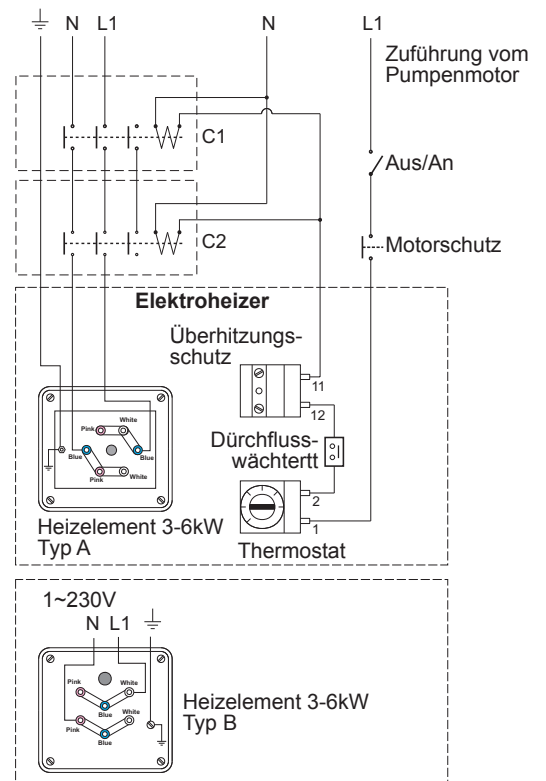 N L1 N L1
Zuführung vom
Pumpenmotor
C1
Aus/An
C2
Motorschutz
Elektroheizer
Überhitzungs-
schutz
11
12
Dürchfluss-
wächtertt
2
1
Thermostat
White
Pink
Blue
Blue
Pink
White
Heizelement 3-6kW
Typ A
1~230V
N L1
Pink
White
Blue
White
Pink
Blue
Heizelement 3-6kW
Typ B